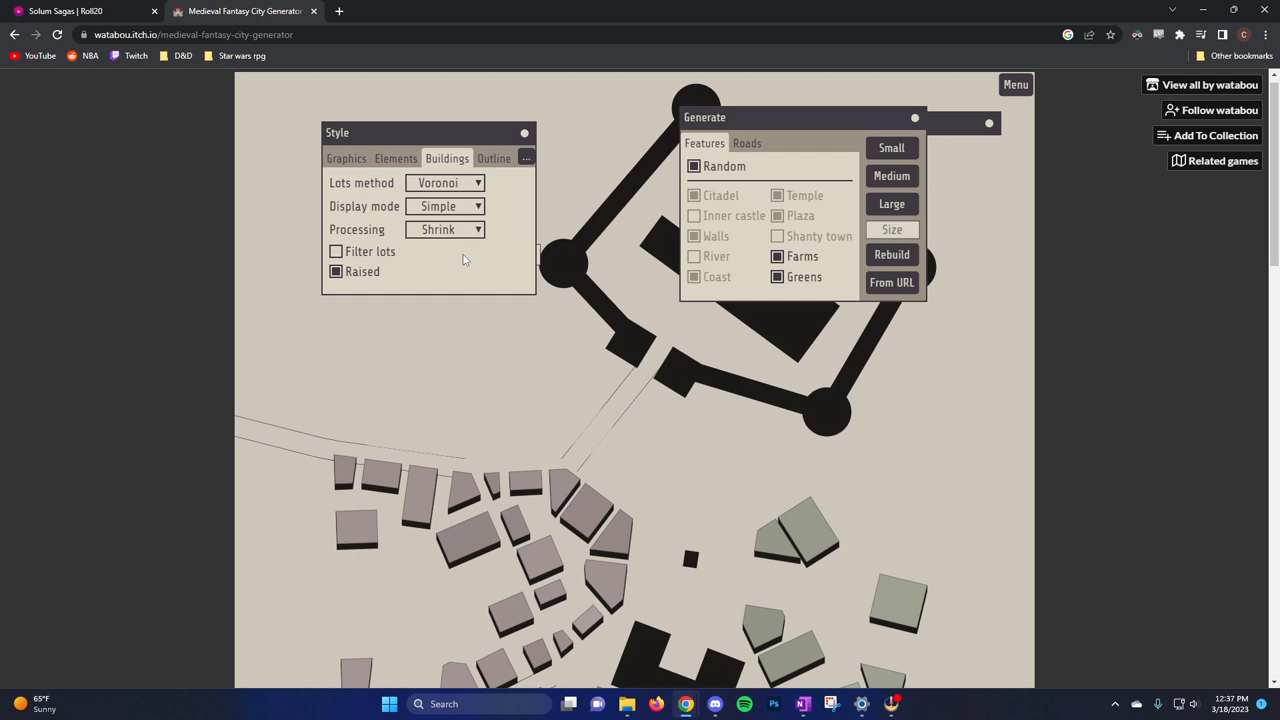 Solum Sagas | Roll20
Medieval Fantasy City Generator
watabou.itch.io/medieval-fantasy-city-generator
C
YouTube
NBA
Twitch
D&D
Star wars rpg
Other bookmarks
Menu
View all by watabou
Follow watabou
Add To Collection
Related games
Style
Graphics Elements Buildings Outline ...
Lots method Voronoi
Display mode Simple
Processing Shrink
Filter lots
Raised
Generate
Features Roads
Random
Citadel Temple
Inner castle Plaza
Walls Shanty town
River Farms
Coast Greens
Small
Medium
Large
Size
Rebuild
From URL
65°F
Sunny
Search
Ps
N
12:37 PM
3/18/2023